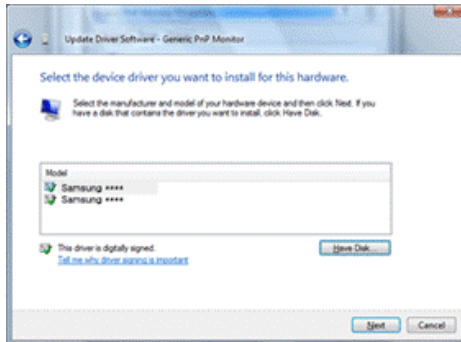 Update Driver Software - Generic PnP Monitor
Select the device driver you want to install for this hardware.
Select the manufacturer and model of your hardware device and then click Next. If you
have a disk that contains the driver you want to install, click Have Disk.
Model
Samsung ****
Samsung ****
This driver is digitally signed.
Have Disk...
Tell me why driver signing is important
Next
Cancel